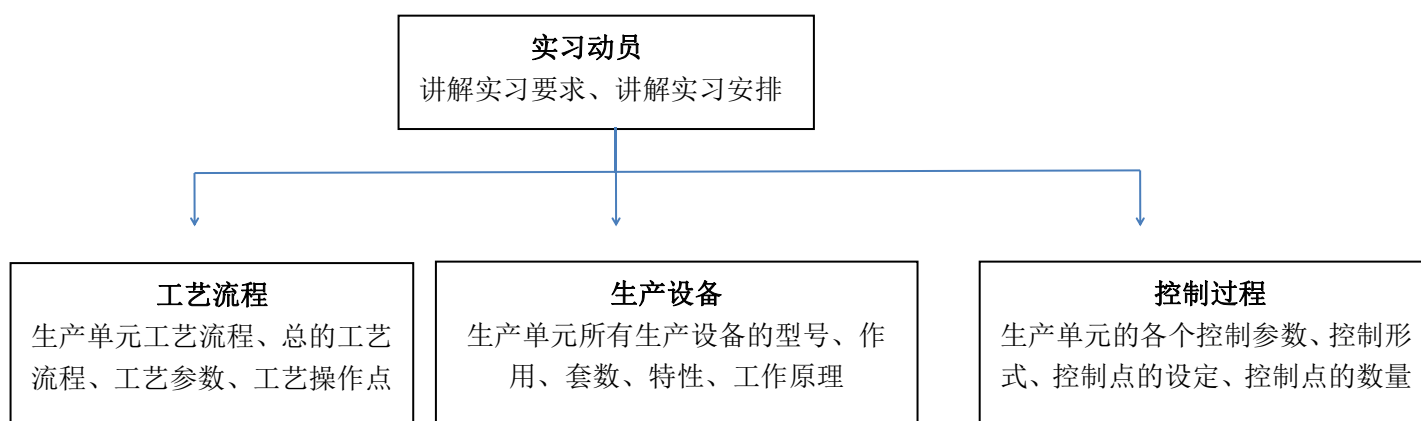 实习动员
讲解实习要求、讲解实习安排
工艺流程
生产单元工艺流程、总的工艺
流程、工艺参数、工艺操作点
生产设备
生产单元所有生产设备的型号、作
用、套数、特性、工作原理
控制过程
生产单元的各个控制参数、控制形
式、控制点的设定、控制点的数量